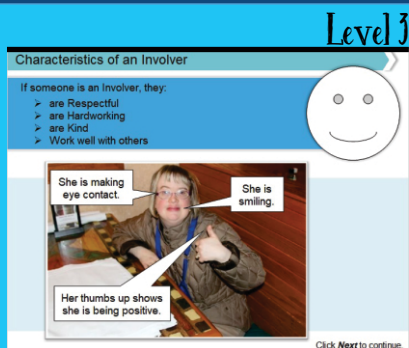 Level 3
Characteristics of an Involver
If someone is an Involver, they:
➢ are Respectful
➢ are Hardworking
➢ are Kind
➢ Work well with others
She is making
eye contact.
She is
smiling.
Her thumbs up shows
she is being positive.
Click Next to continue.